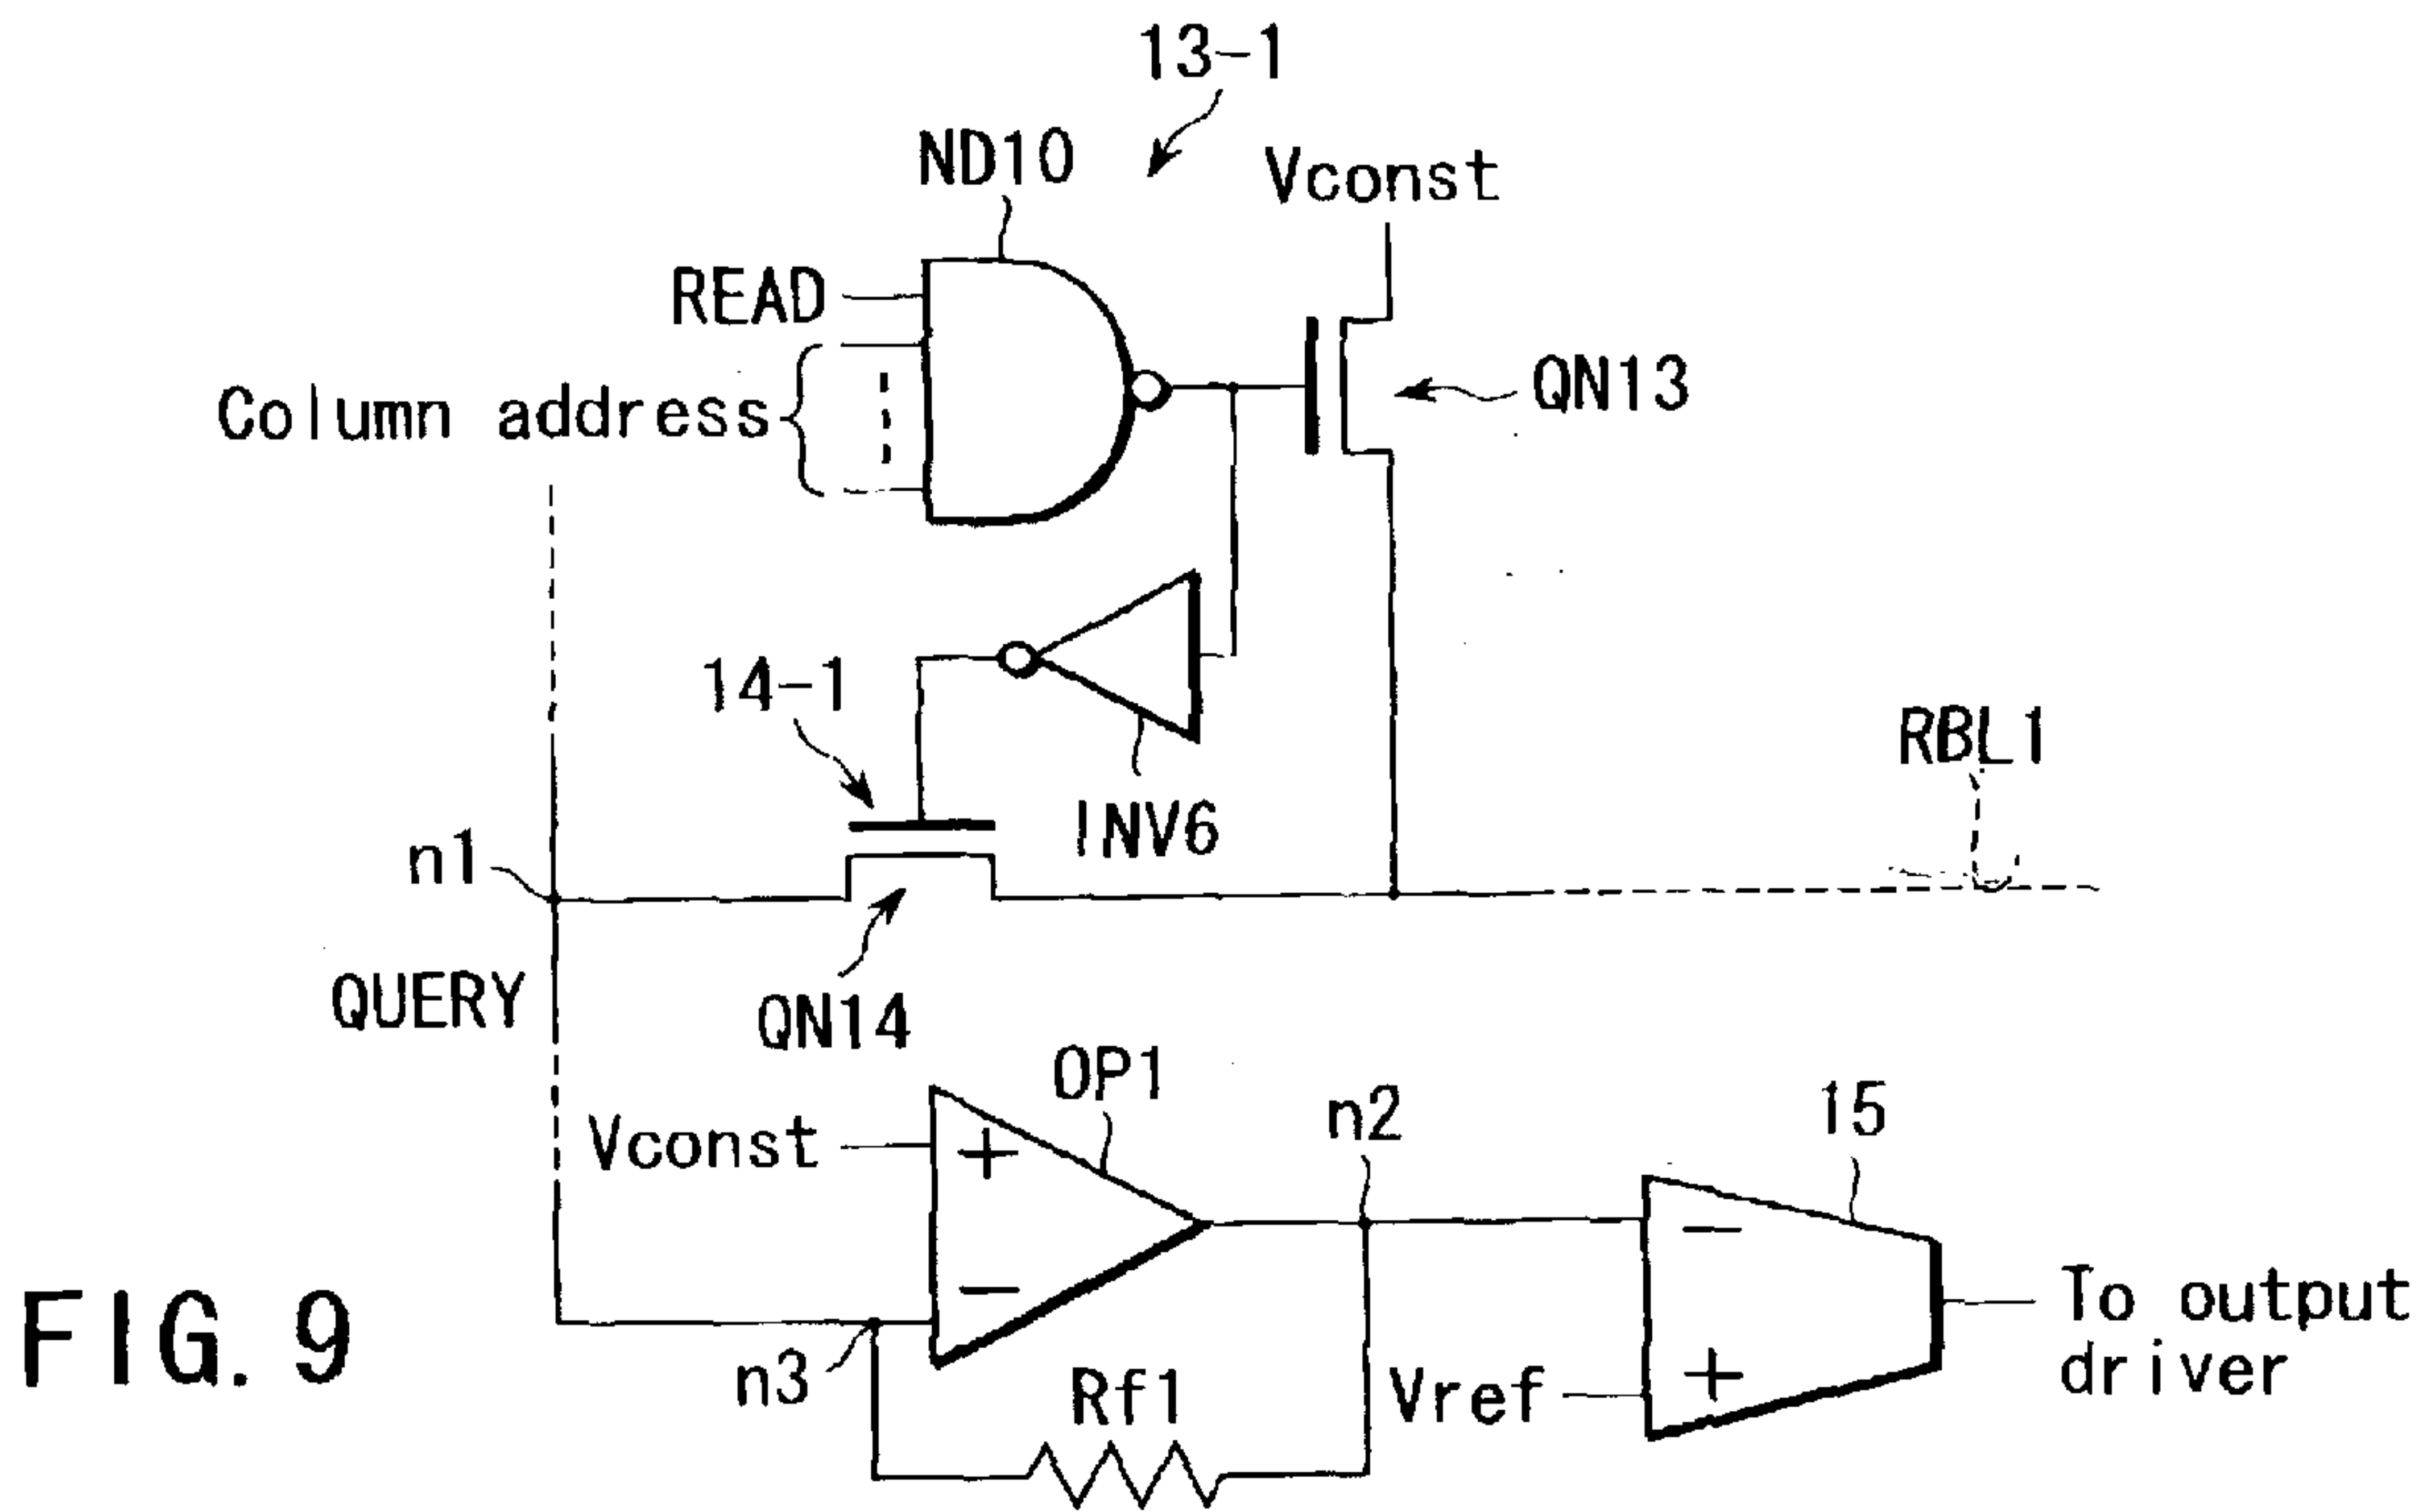 13-1
ND10
Vconst
READ
Column address
QN13
14-1
INV6
RBL1
n1
QUERY
QN14
OP1
Vconst
+
−
n2
15
−
+
To output
driver
n3
Rf1
Vref
FIG. 9